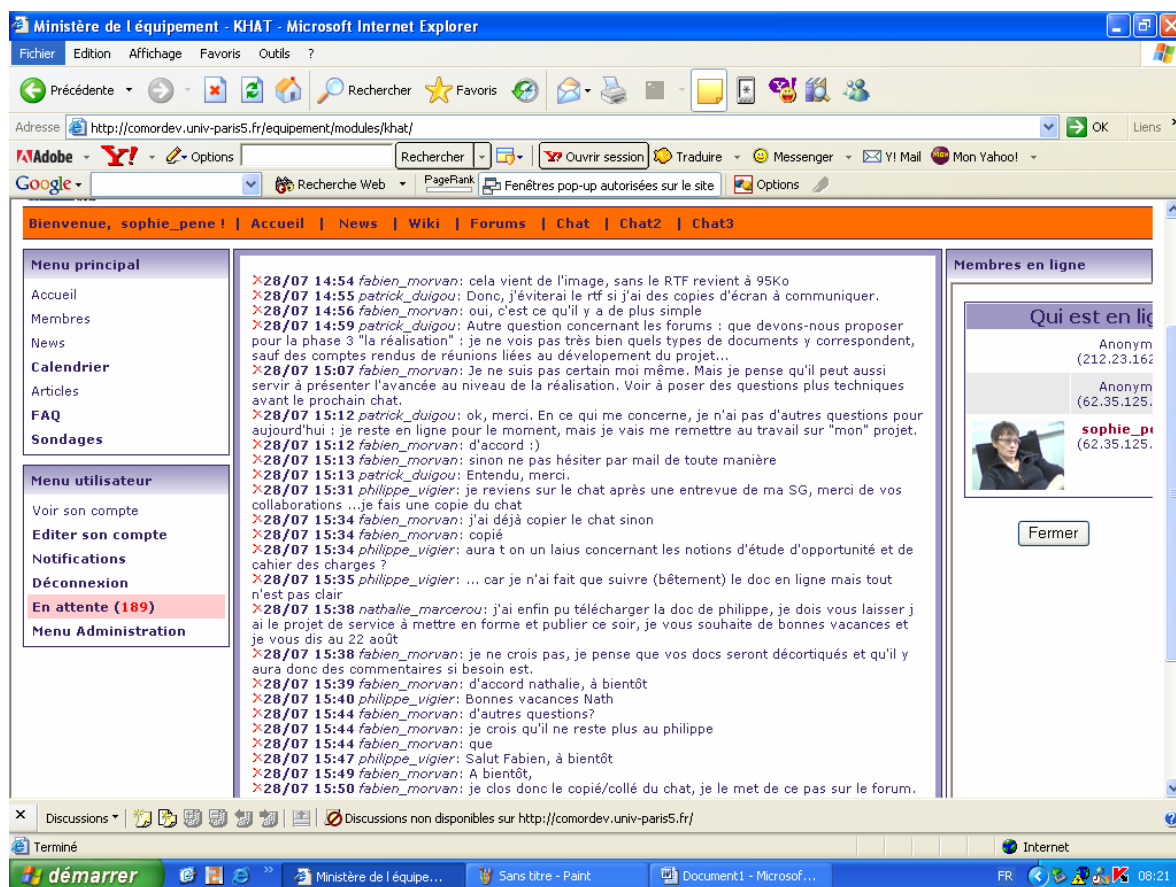 Ministère de l équipement - KHAT - Microsoft Internet Explorer
Fichier Edition Affichage Favoris Outils ?
Précédente Rechercher Favoris
Adresse http://comordev.univ-paris5.fr/equipement/modules/khat/ OK Liens
Adobe Y! Options Rechercher Ouvrir session Traduire Messenger Y! Mail Mon Yahoo!
Google Recherche Web PageRank Fenêtres pop-up autorisées sur le site Options
Bienvenue, sophie_pene ! | Accueil | News | Wiki | Forums | Chat | Chat2 | Chat3
Menu principal
Accueil
Membres
News
Calendrier
Articles
FAQ
Sondages
Menu utilisateur
Voir son compte
Editer son compte
Notifications
Déconnexion
En attente (189)
Menu Administration
28/07 14:54 fabien_morvan: cela vient de l'image, sans le RTF revient à 95Ko
28/07 14:55 patrick_duigou: Donc, j'éviterai le rtf si j'ai des copies d'écran à communiquer.
28/07 14:56 fabien_morvan: oui, c'est ce qu'il y a de plus simple
28/07 14:59 patrick_duigou: Autre question concernant les forums : que devons-nous proposer
pour la phase 3 "la réalisation" : je ne vois pas très bien quels types de documents y correspondent,
sauf des comptes rendus de réunions liées au dévelopement du projet...
28/07 15:07 fabien_morvan: Je ne suis pas certain moi même. Mais je pense qu'il peut aussi
servir à présenter l'avancée au niveau de la réalisation. Voir à poser des questions plus techniques
avant le prochain chat.
28/07 15:12 patrick_duigou: ok, merci. En ce qui me concerne, je n'ai pas d'autres questions pour
aujourd'hui : je reste en ligne pour le moment, mais je vais me remettre au travail sur "mon" projet.
28/07 15:12 fabien_morvan: d'accord :)
28/07 15:13 fabien_morvan: sinon ne pas hésiter par mail de toute manière
28/07 15:13 patrick_duigou: Entendu, merci.
28/07 15:31 philippe_vigier: je reviens sur le chat après une entrevue de ma SG, merci de vos
collaborations ...je fais une copie du chat
28/07 15:34 fabien_morvan: j'ai déjà copier le chat sinon
28/07 15:34 fabien_morvan: copié
28/07 15:34 philippe_vigier: aura t on un laius concernant les notions d'étude d'opportunité et de
cahier des charges ?
28/07 15:35 philippe_vigier: ... car je n'ai fait que suivre (bêtement) le doc en ligne mais tout
n'est pas clair
28/07 15:38 nathalie_marcerou: j'ai enfin pu télécharger la doc de philippe, je dois vous laisser j
ai le projet de service à mettre en forme et publier ce soir, je vous souhaite de bonnes vacances et
je vous dis au 22 août
28/07 15:38 fabien_morvan: je ne crois pas, je pense que vos docs seront décortiqués et qu'il y
aura donc des commentaires si besoin est.
28/07 15:39 fabien_morvan: d'accord nathalie, à bientôt
28/07 15:40 philippe_vigier: Bonnes vacances Nath
28/07 15:44 fabien_morvan: d'autres questions?
28/07 15:44 fabien_morvan: je crois qu'il ne reste plus au philippe
28/07 15:44 fabien_morvan: que
28/07 15:47 philippe_vigier: Salut Fabien, à bientôt
28/07 15:49 fabien_morvan: A bientôt,
28/07 15:50 fabien_morvan: je clos donc le copié/collé du chat, je le met de ce pas sur le forum.
Membres en ligne
Qui est en lig
Anonym
(212.23.162
Anonym
(62.35.125.
sophie_pe
(62.35.125.
Fermer
Discussions Discussions non disponibles sur http://comordev.univ-paris5.fr/
Terminé Internet
démarrer Ministère de l équipe... Sans titre - Paint Document1 - Microsof... FR 08:21